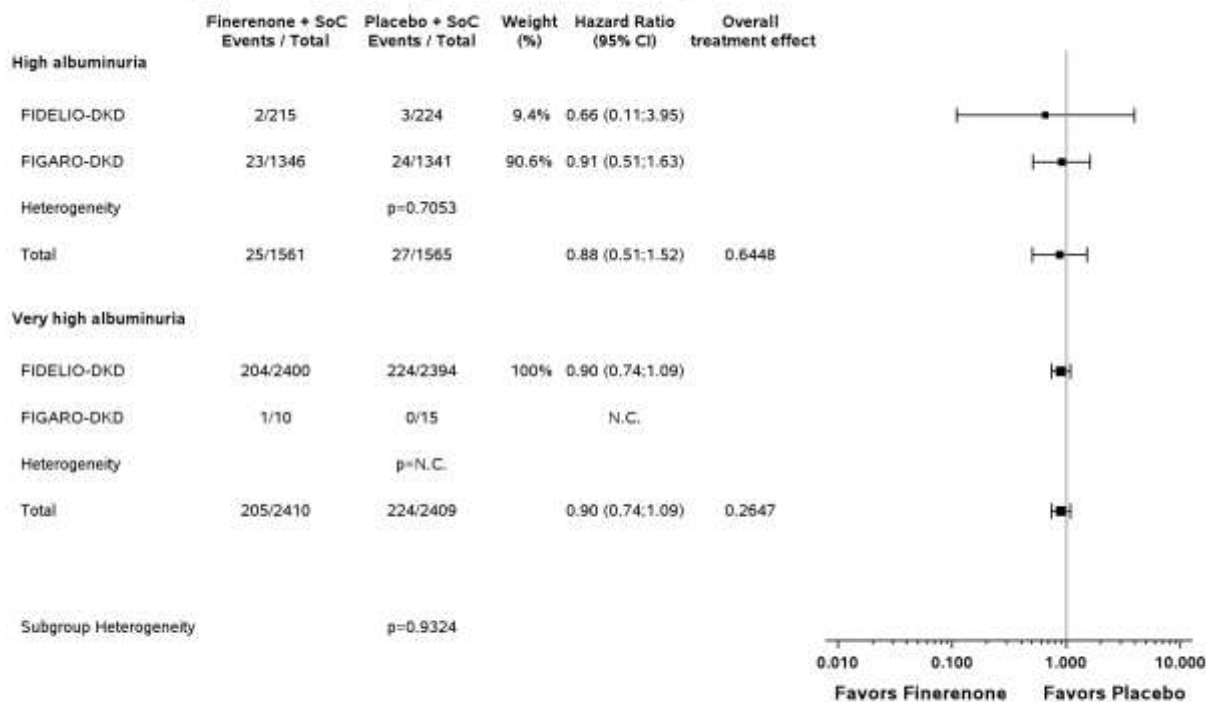 Finerenone + SoC Placebo + SoC Weight Hazard Ratio Overall
Events / Total Events / Total (%) (95% CI) treatment effect
High albuminuria
FIDELIO-DKD 2/215 3/224 9.4% 0.66 (0.11;3.95)
FIGARO-DKD 23/1346 24/1341 90.6% 0.91 (0.51;1.63)
Heterogeneity p=0.7053
Total 25/1561 27/1565 0.88 (0.51;1.52) 0.6448
Very high albuminuria
FIDELIO-DKD 204/2400 224/2394 100% 0.90 (0.74;1.09)
FIGARO-DKD 1/10 0/15 N.C.
Heterogeneity p=N.C.
Total 205/2410 224/2409 0.90 (0.74;1.09) 0.2647
Subgroup Heterogeneity p=0.9324
0.010 0.100 1.000 10.000
Favors Finerenone Favors Placebo